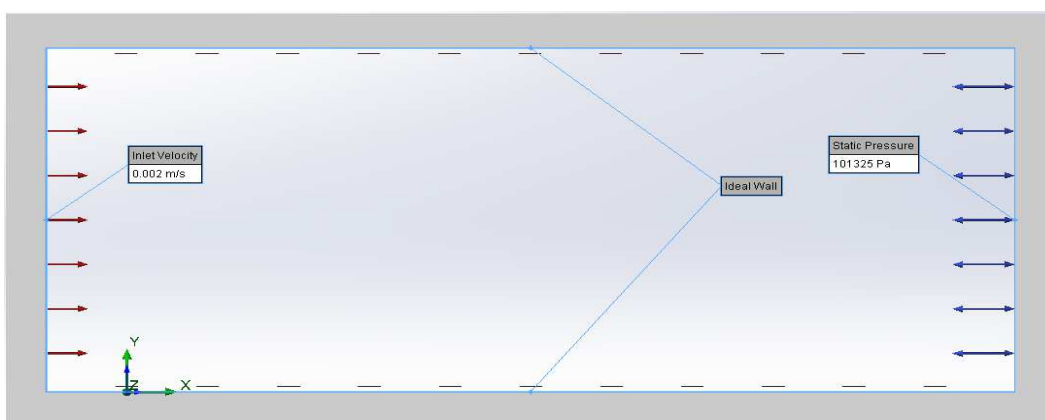 Inlet Velocity
0.002 m/s
Static Pressure
101325 Pa
Ideal Wall
Y
Z
X